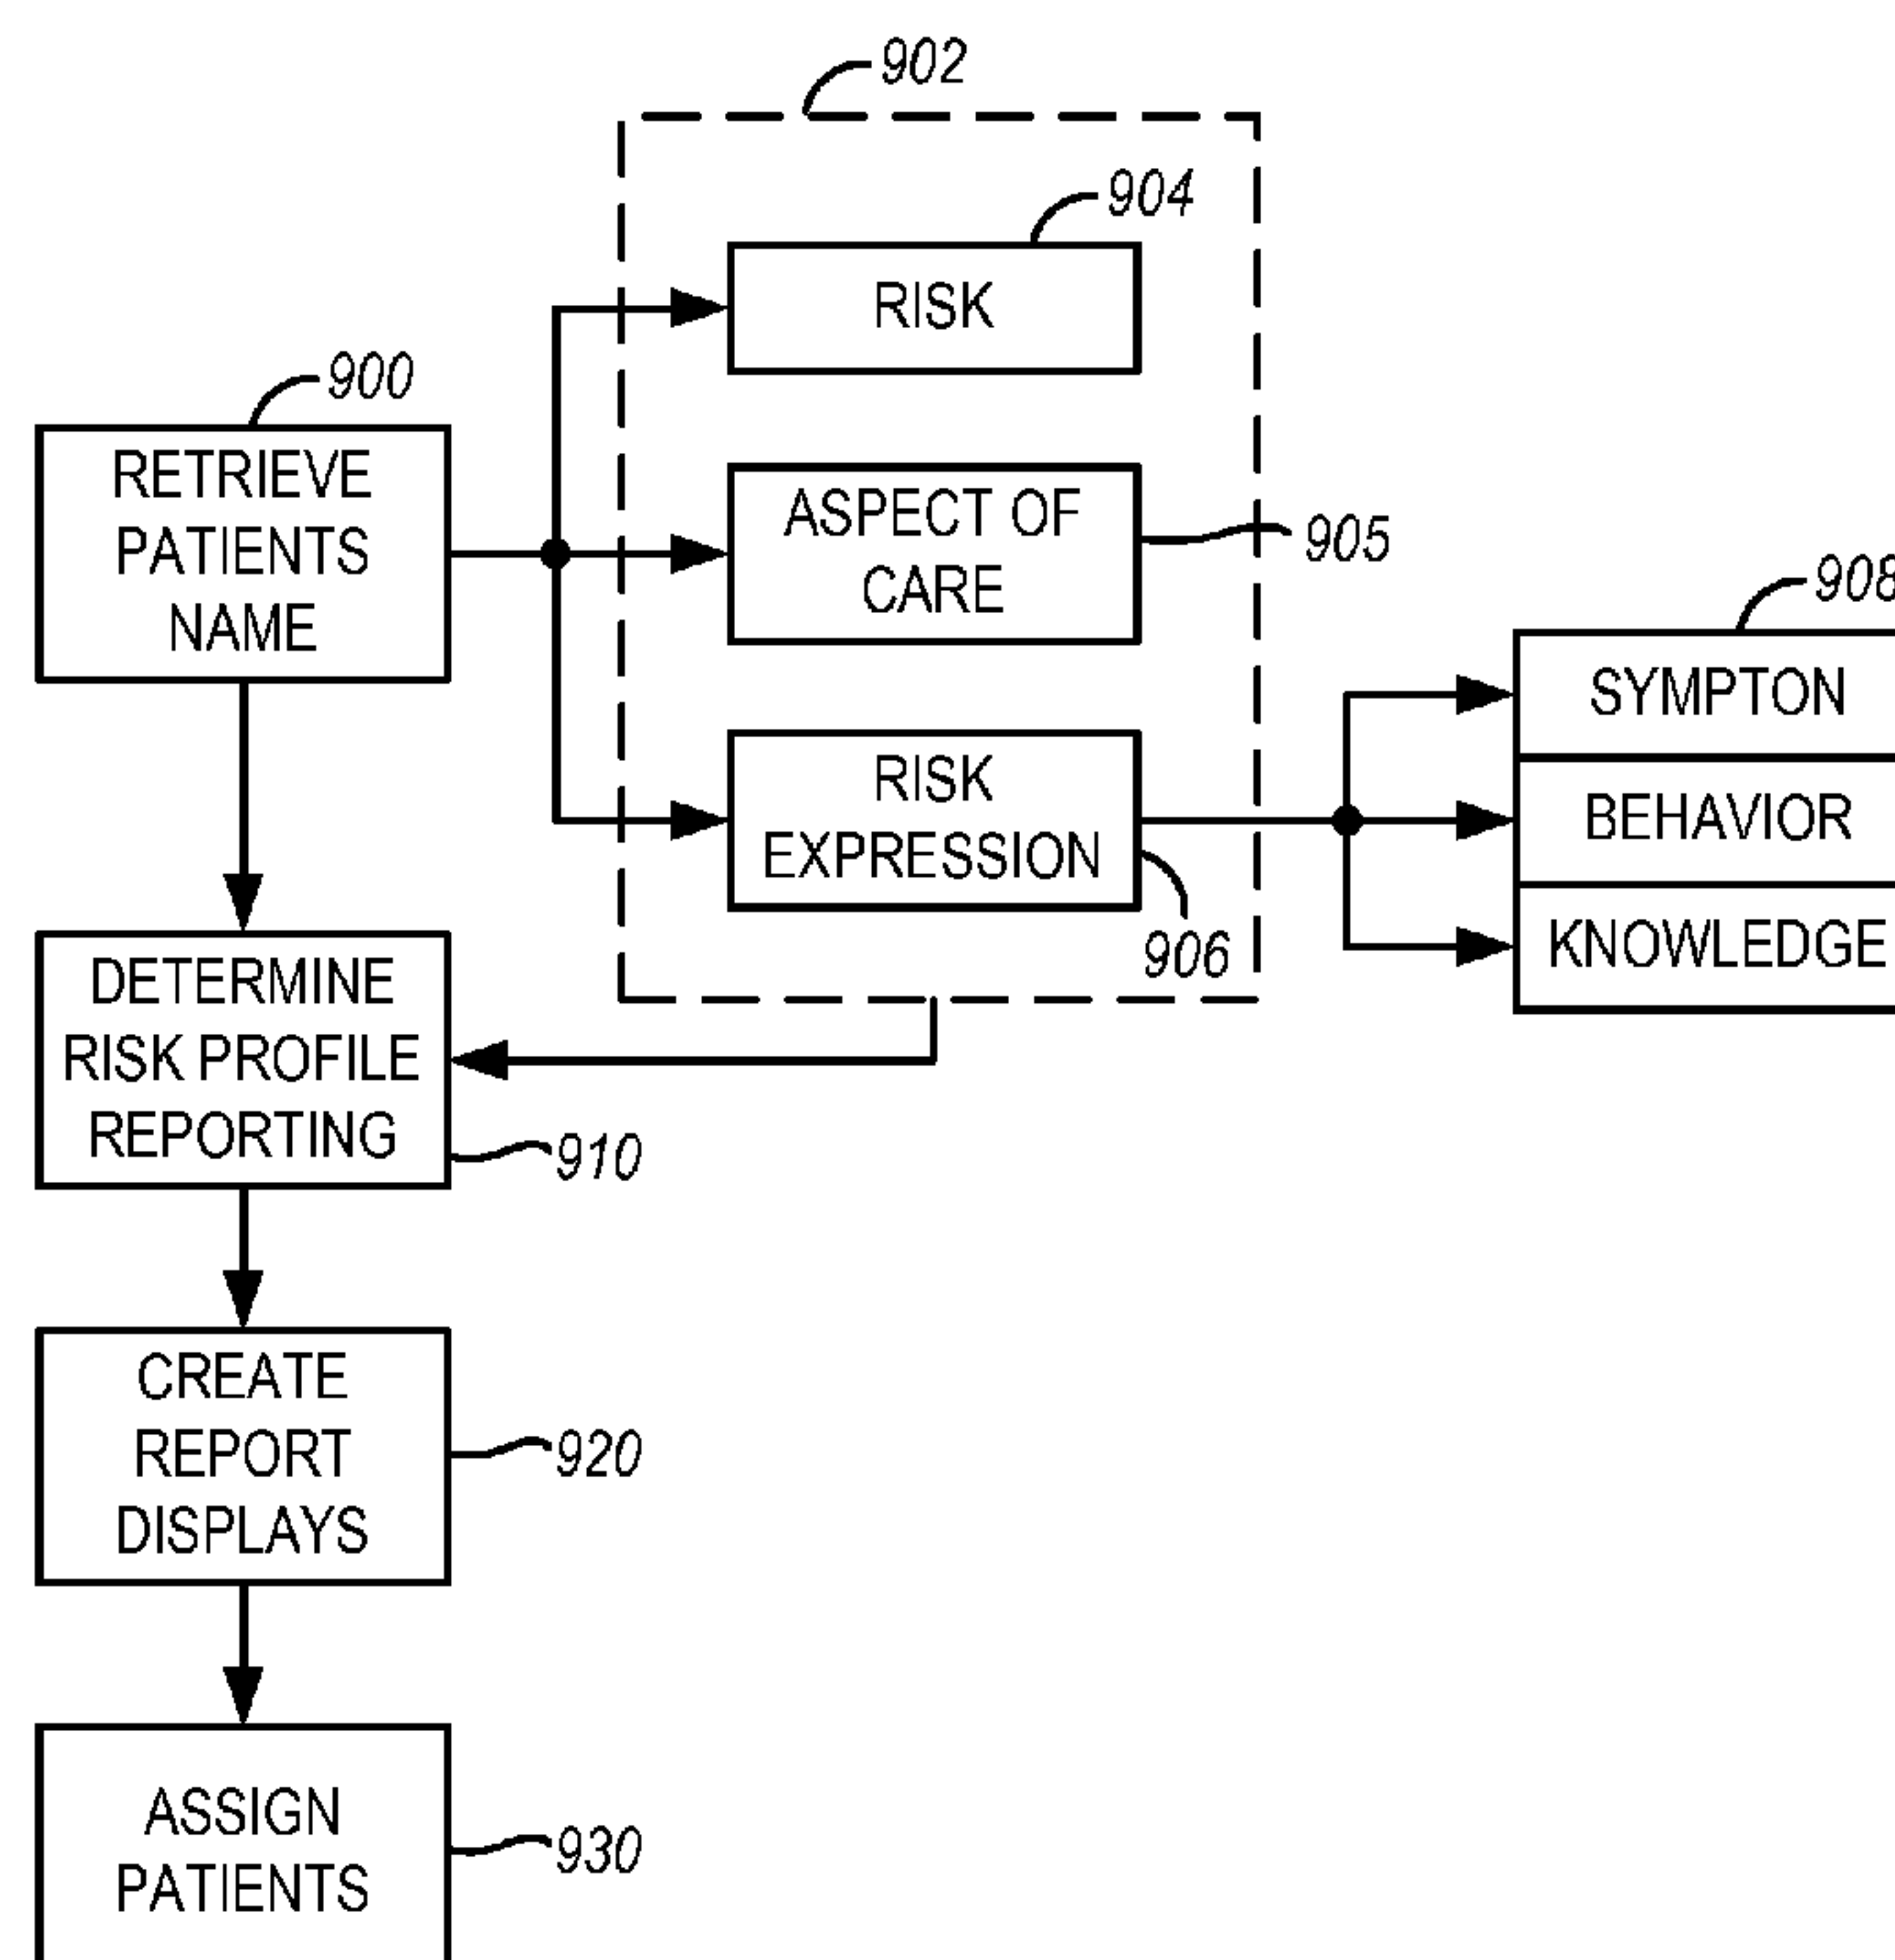 902
904
RISK
900
RETRIEVE
PATIENTS
NAME
ASPECT OF
CARE
905
908
SYMPTON
BEHAVIOR
KNOWLEDGE
RISK
EXPRESSION
906
DETERMINE
RISK PROFILE
REPORTING
910
CREATE
REPORT
DISPLAYS
920
ASSIGN
PATIENTS
930